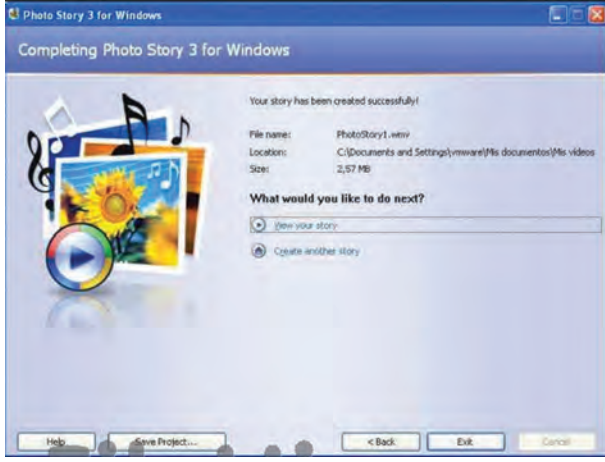 Photo Story 3 for Windows
Completing Photo Story 3 for Windows
Your story has been created successfully!
File name: PhotoStory1.wmv
Location: C:\Documents and Settings\vmware\Mis documentos\Mis videos
Size: 2,57 MB
What would you like to do next?
View your story
Create another story
Help Save Project... < Back Exit Cancel